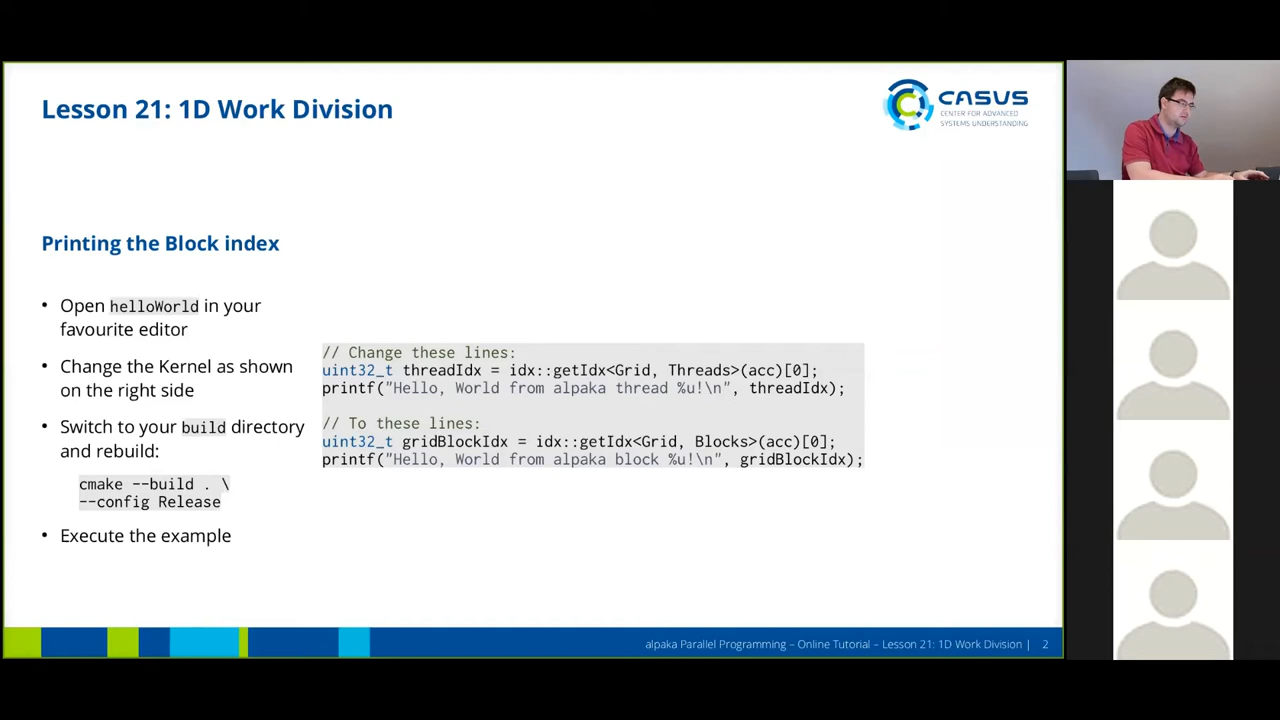 Lesson 21: 1D Work Division
CASUS
CENTER FOR ADVANCED
SYSTEMS UNDERSTANDING
Printing the Block index
• Open helloWorld in your
favourite editor
• Change the Kernel as shown
on the right side
• Switch to your build directory
and rebuild:
cmake --build . \
--config Release
• Execute the example
// Change these lines:
uint32_t threadIdx = idx::getIdx<Grid, Threads>(acc)[0];
printf("Hello, World from alpaka thread %u!\n", threadIdx);
// To these lines:
uint32_t gridBlockIdx = idx::getIdx<Grid, Blocks>(acc)[0];
printf("Hello, World from alpaka block %u!\n", gridBlockIdx);
alpaka Parallel Programming – Online Tutorial – Lesson 21: 1D Work Division | 2